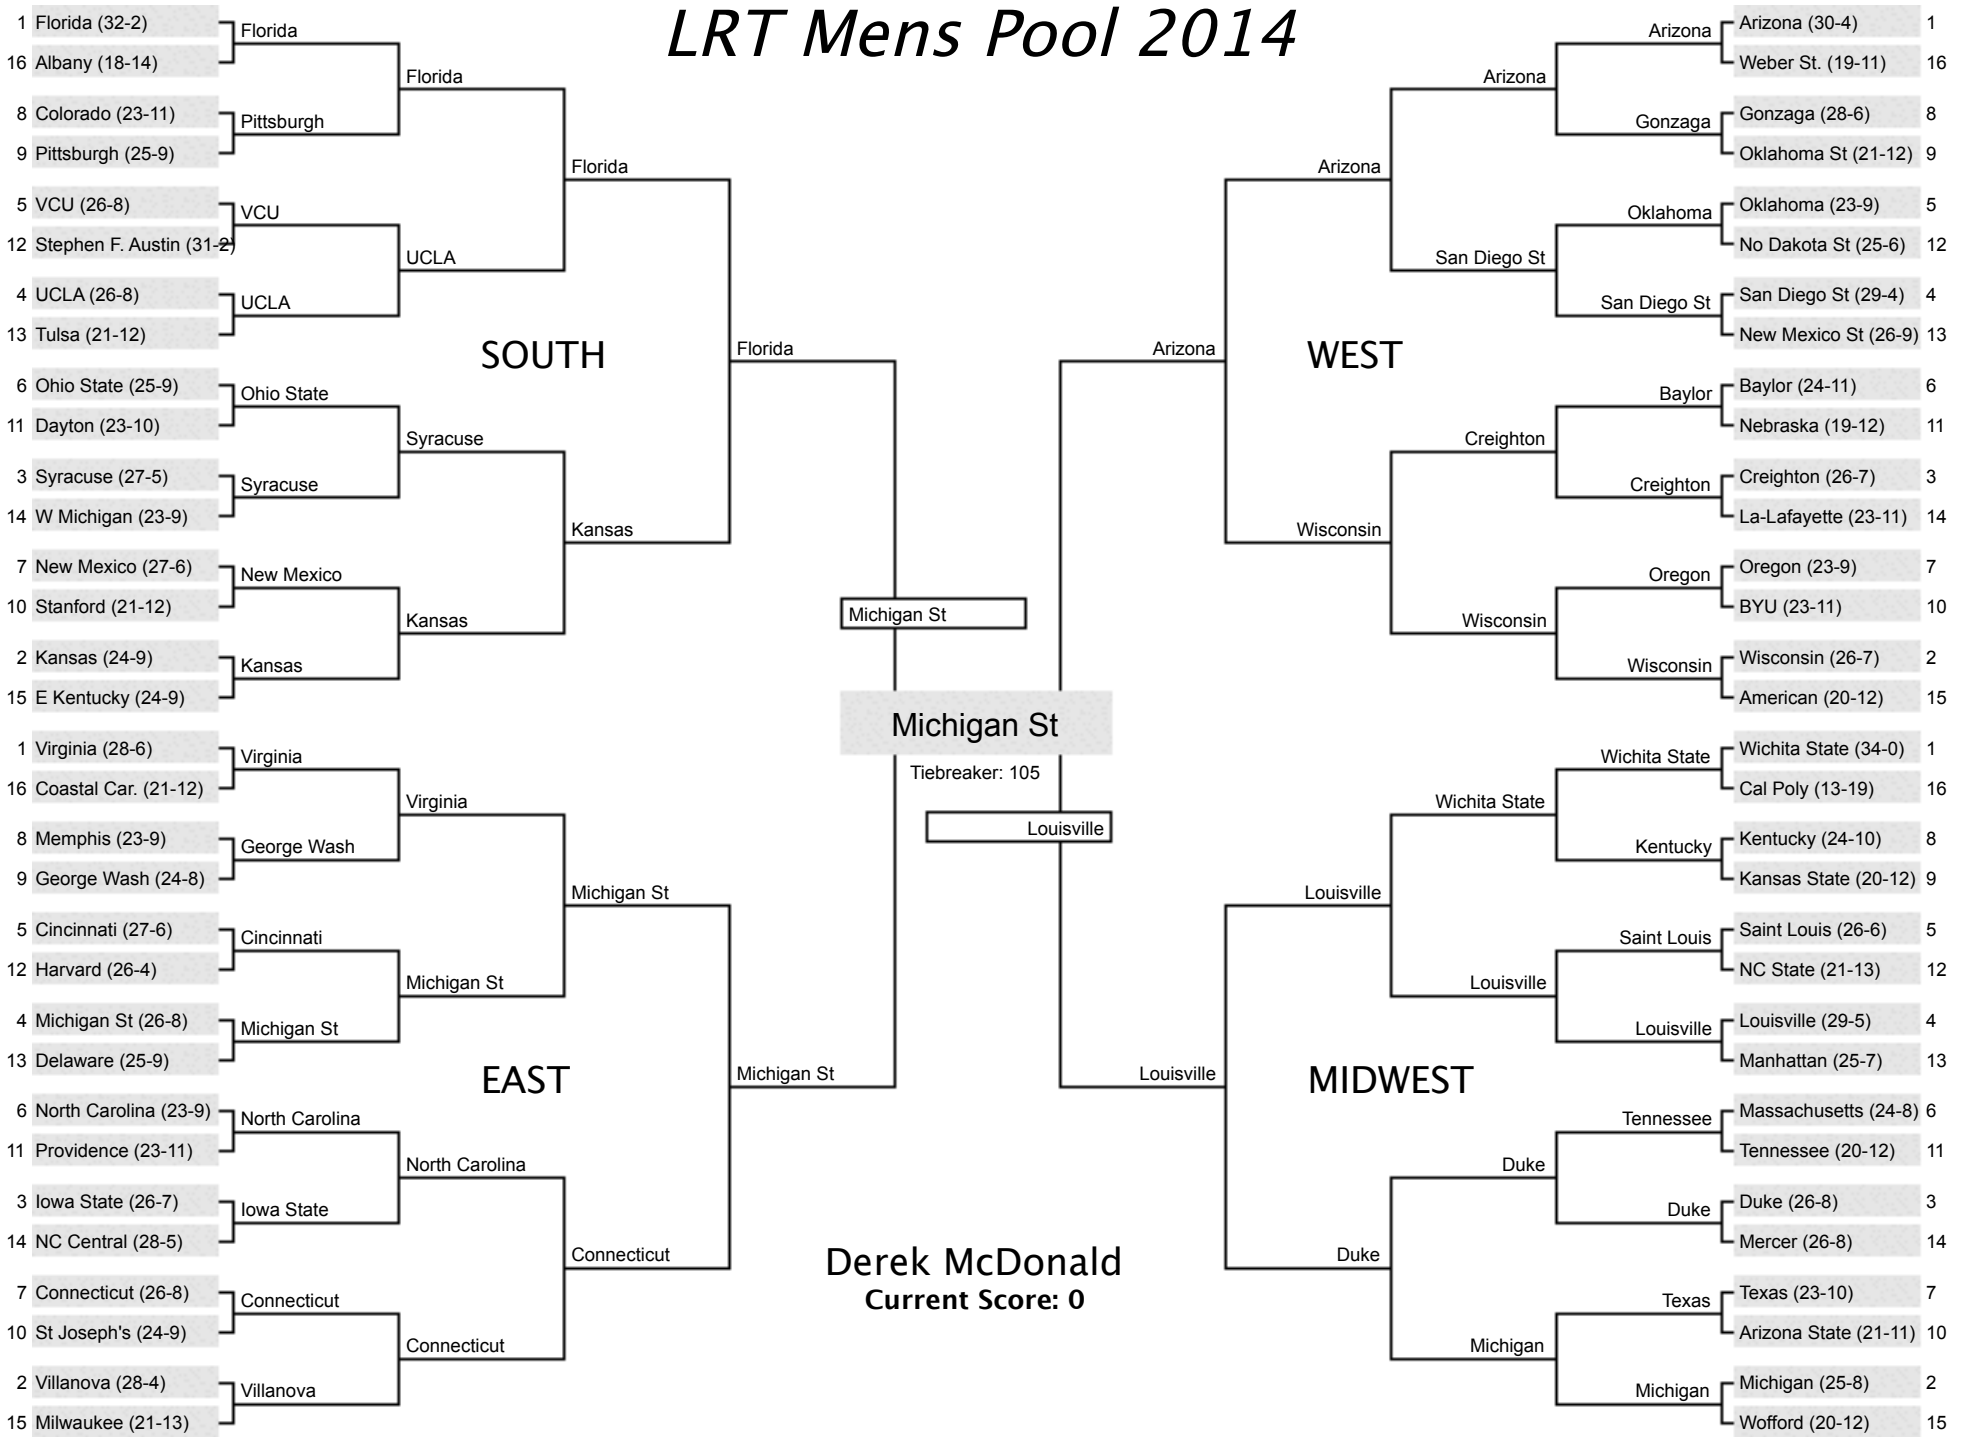 LRT Mens Pool 2014
1 Florida (32-2)
Florida
16 Albany (18-14)
Florida
8 Colorado (23-11)
Pittsburgh
9 Pittsburgh (25-9)
Florida
5 VCU (26-8)
VCU
12 Stephen F. Austin (31-2)
UCLA
4 UCLA (26-8)
UCLA
13 Tulsa (21-12)
SOUTH
Florida
6 Ohio State (25-9)
Ohio State
11 Dayton (23-10)
Syracuse
3 Syracuse (27-5)
Syracuse
14 W Michigan (23-9)
Kansas
7 New Mexico (27-6)
New Mexico
10 Stanford (21-12)
Kansas
2 Kansas (24-9)
Kansas
15 E Kentucky (24-9)
1 Virginia (28-6)
Virginia
16 Coastal Car. (21-12)
Virginia
8 Memphis (23-9)
George Wash
9 George Wash (24-8)
Michigan St
5 Cincinnati (27-6)
Cincinnati
12 Harvard (26-4)
Michigan St
4 Michigan St (26-8)
Michigan St
13 Delaware (25-9)
EAST
Michigan St
6 North Carolina (23-9)
North Carolina
11 Providence (23-11)
North Carolina
3 Iowa State (26-7)
Iowa State
14 NC Central (28-5)
Connecticut
7 Connecticut (26-8)
Connecticut
10 St Joseph's (24-9)
Connecticut
2 Villanova (28-4)
Villanova
15 Milwaukee (21-13)
Michigan St
Michigan St
Tiebreaker: 105
Louisville
Derek McDonald
Current Score: 0
Arizona
Arizona (30-4) 1
Weber St. (19-11) 16
Arizona
Gonzaga (28-6) 8
Gonzaga
Oklahoma St (21-12) 9
Arizona
Oklahoma (23-9) 5
Oklahoma
No Dakota St (25-6) 12
San Diego St
San Diego St (29-4) 4
San Diego St
New Mexico St (26-9) 13
Arizona
WEST
Baylor (24-11) 6
Baylor
Nebraska (19-12) 11
Creighton
Creighton (26-7) 3
Creighton
La-Lafayette (23-11) 14
Wisconsin
Oregon (23-9) 7
Oregon
BYU (23-11) 10
Wisconsin
Wisconsin (26-7) 2
Wisconsin
American (20-12) 15
Wichita State (34-0) 1
Wichita State
Cal Poly (13-19) 16
Wichita State
Kentucky (24-10) 8
Kentucky
Kansas State (20-12) 9
Louisville
Saint Louis (26-6) 5
Saint Louis
NC State (21-13) 12
Louisville
Louisville (29-5) 4
Louisville
Manhattan (25-7) 13
Louisville
MIDWEST
Massachusetts (24-8) 6
Tennessee
Tennessee (20-12) 11
Duke
Duke (26-8) 3
Duke
Mercer (26-8) 14
Duke
Texas (23-10) 7
Texas
Arizona State (21-11) 10
Michigan
Michigan (25-8) 2
Michigan
Wofford (20-12) 15